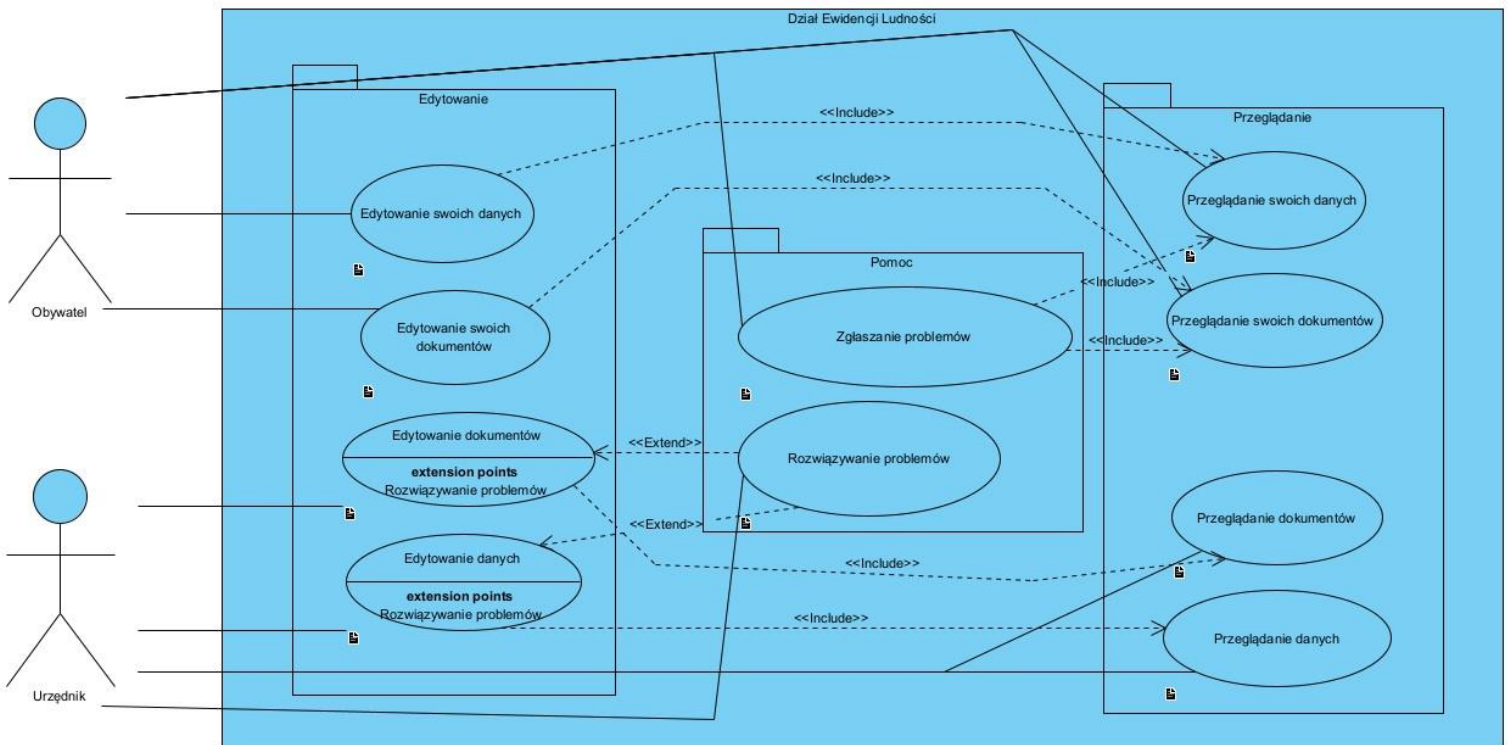 Dział Ewidencji Ludności
Edytowanie
<<Include>>
Przeglądanie
<<Include>>
Edytowanie swoich danych
Przeglądanie swoich danych
Pomoc
<<Include>>
Obywatel
Edytowanie swoich
dokumentów
Zgłaszanie problemów
<<Include>>
Przeglądanie swoich dokumentów
Edytowanie dokumentów
extension points
Rozwiązywanie problemów
<<Extend>>
Rozwiązywanie problemów
Przeglądanie dokumentów
<<Extend>>
Edytowanie danych
extension points
Rozwiązywanie problemów
<<Include>>
<<Include>>
Przeglądanie danych
Urzędnik